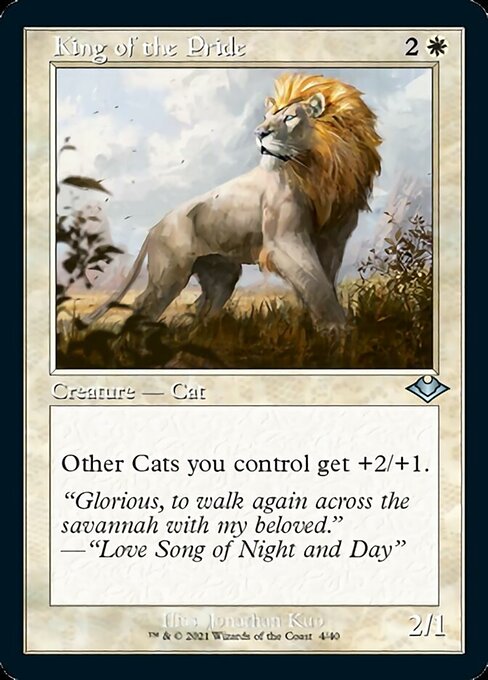 King of the Pride 2
Creature — Cat
Other Cats you control get +2/+1.
“Glorious, to walk again across the
savannah with my beloved.”
—“Love Song of Night and Day”
Illus. Jonathan Kuo
™ & © 2021 Wizards of the Coast 4/40
2/1